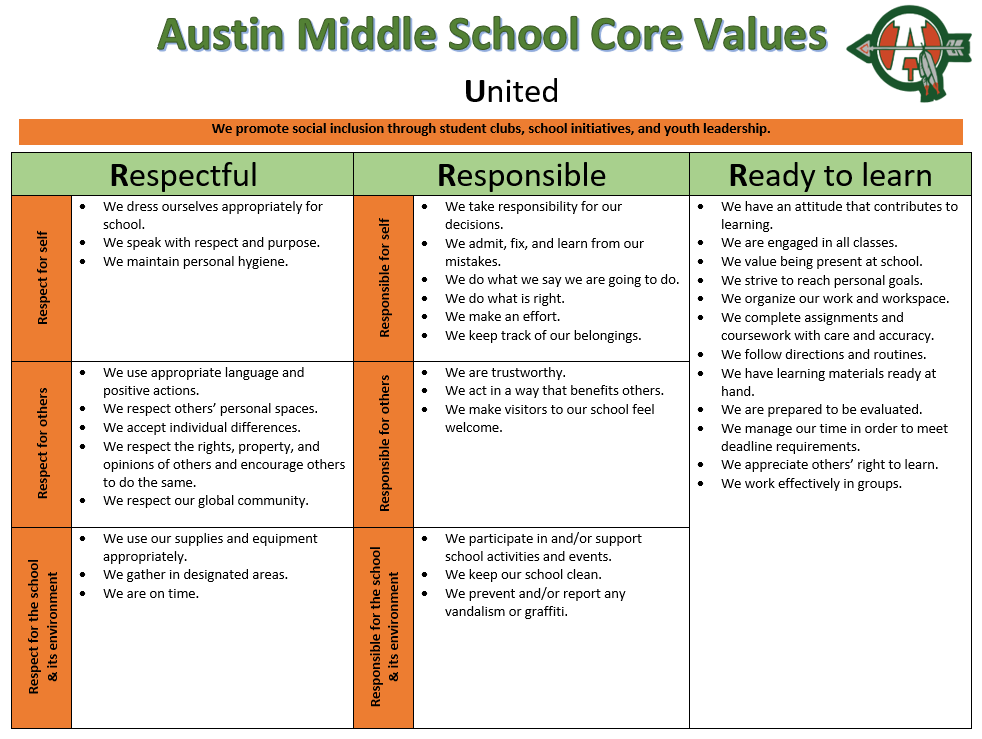 Austin Middle School Core Values
A
United
We promote social inclusion through student clubs, school initiatives, and youth leadership.
Respectful
Responsible
Ready to learn
Respect for self
• We dress ourselves appropriately for
school.
• We speak with respect and purpose.
• We maintain personal hygiene.
Responsible for self
• We take responsibility for our
decisions.
• We admit, fix, and learn from our
mistakes.
• We do what we say we are going to do.
• We do what is right.
• We make an effort.
• We keep track of our belongings.
• We have an attitude that contributes to
learning.
• We are engaged in all classes.
• We value being present at school.
• We strive to reach personal goals.
• We organize our work and workspace.
• We complete assignments and
coursework with care and accuracy.
• We follow directions and routines.
• We have learning materials ready at
hand.
• We are prepared to be evaluated.
• We manage our time in order to meet
deadline requirements.
• We appreciate others’ right to learn.
• We work effectively in groups.
Respect for others
• We use appropriate language and
positive actions.
• We respect others’ personal spaces.
• We accept individual differences.
• We respect the rights, property, and
opinions of others and encourage others
to do the same.
• We respect our global community.
Responsible for others
• We are trustworthy.
• We act in a way that benefits others.
• We make visitors to our school feel
welcome.
Respect for the school
& its environment
• We use our supplies and equipment
appropriately.
• We gather in designated areas.
• We are on time.
Responsible for the school
& its environment
• We participate in and/or support
school activities and events.
• We keep our school clean.
• We prevent and/or report any
vandalism or graffiti.